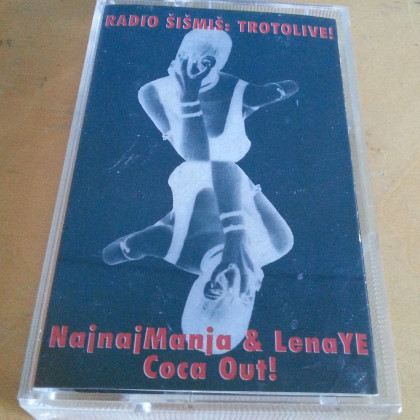 RADIO ŠIŠMIŠ: TROTOLIVE!
NajnajManja & LenaYE
Coca Out!